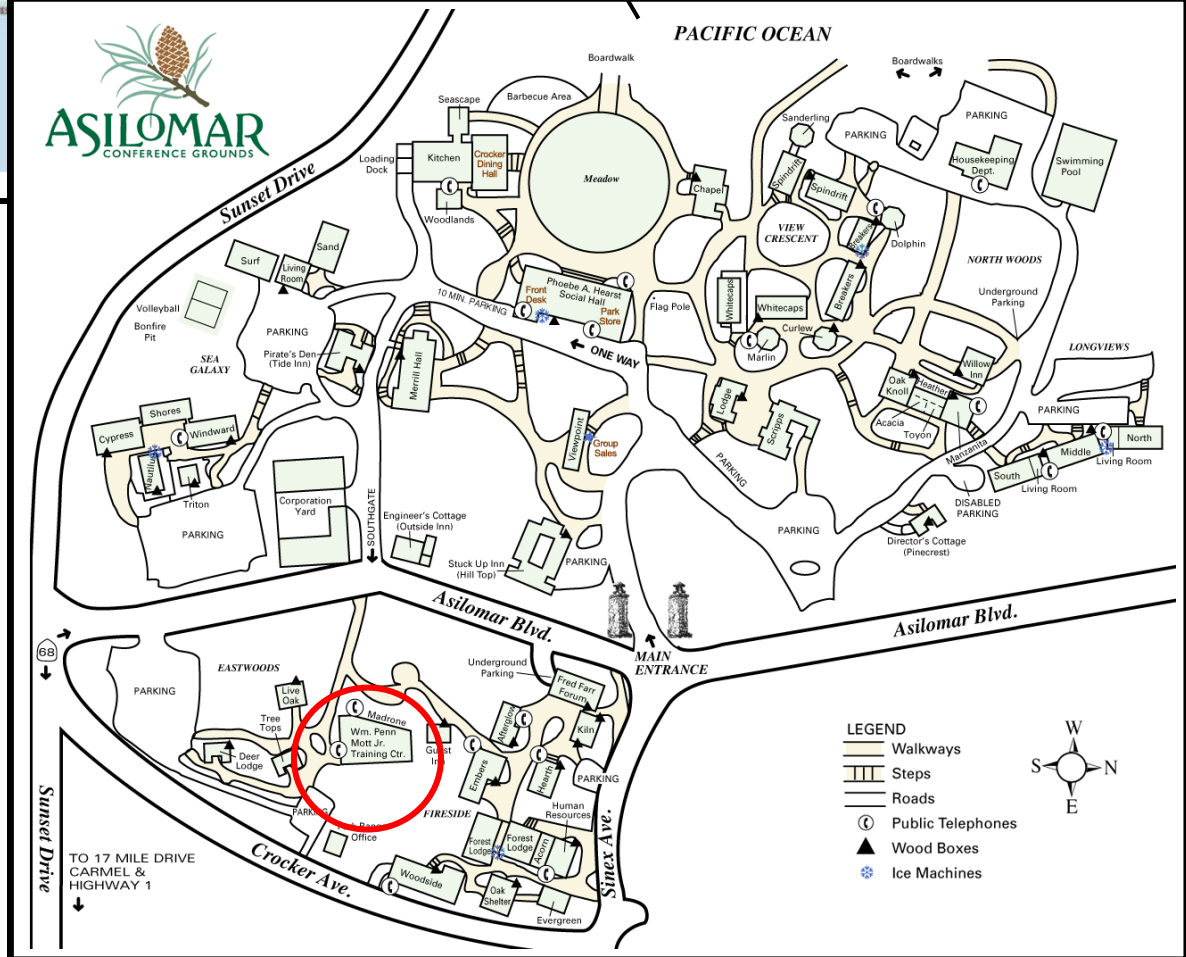 PACIFIC OCEAN
ASILOMAR
CONFERENCE GROUNDS
Boardwalk
Boardwalks
Seascape
Barbecue Area
Sanderling
PARKING
PARKING
Loading
Dock
Kitchen
Crocker
Dining
Hall
Meadow
Chapel
Spindrift
Spindrift
Housekeeping
Dept.
Swimming
Pool
Sunset Drive
Woodlands
VIEW
CRESCENT
Breakers
Dolphin
NORTH WOODS
Surf
Living
Room
Sand
Volleyball
Bonfire
Pit
10 MIN. PARKING
Front
Desk
Phoebe A. Hearst
Social Hall
Park
Store
Flag Pole
Whitecaps
Whitecaps
Breakers
Underground
Parking
PARKING
SEA
GALAXY
Pirate's Den
(Tide Inn)
Merrill Hall
ONE WAY
Marlin
Curlew
LONGVIEWS
Willow
Inn
Oak
Knoll
Heather
Acacia
Toyon
Manzanita
Lodge
Scripps
PARKING
Shores
Cypress
Windward
Nautilus
Triton
Viewpoint
Group
Sales
PARKING
South
Middle
North
Living Room
Living Room
DISABLED
PARKING
PARKING
Corporation
Yard
SOUTHGATE
Engineer's Cottage
(Outside Inn)
Stuck Up Inn
(Hill Top)
PARKING
PARKING
Director's Cottage
(Pinecrest)
Asilomar Blvd.
Asilomar Blvd.
MAIN
ENTRANCE
68
EASTWOODS
PARKING
Live
Oak
Tree
Tops
Deer
Lodge
Madrone
Wm. Penn
Mott Jr.
Training Ctr.
Guest
Inn
Underground
Parking
Fred Farr
Forum
Afterglow
Kiln
Embers
Hearth
PARKING
FIRESIDE
Human
Resources
PARKING
Office
Forest
Lodge
Forest
Lodge
Acorn
Woodside
Oak
Shelter
Evergreen
Sinex Ave.
Crocker Ave.
Sunset Drive
TO 17 MILE DRIVE
CARMEL &
HIGHWAY 1
LEGEND
Walkways
Steps
Roads
Public Telephones
Wood Boxes
Ice Machines
W
S
N
E